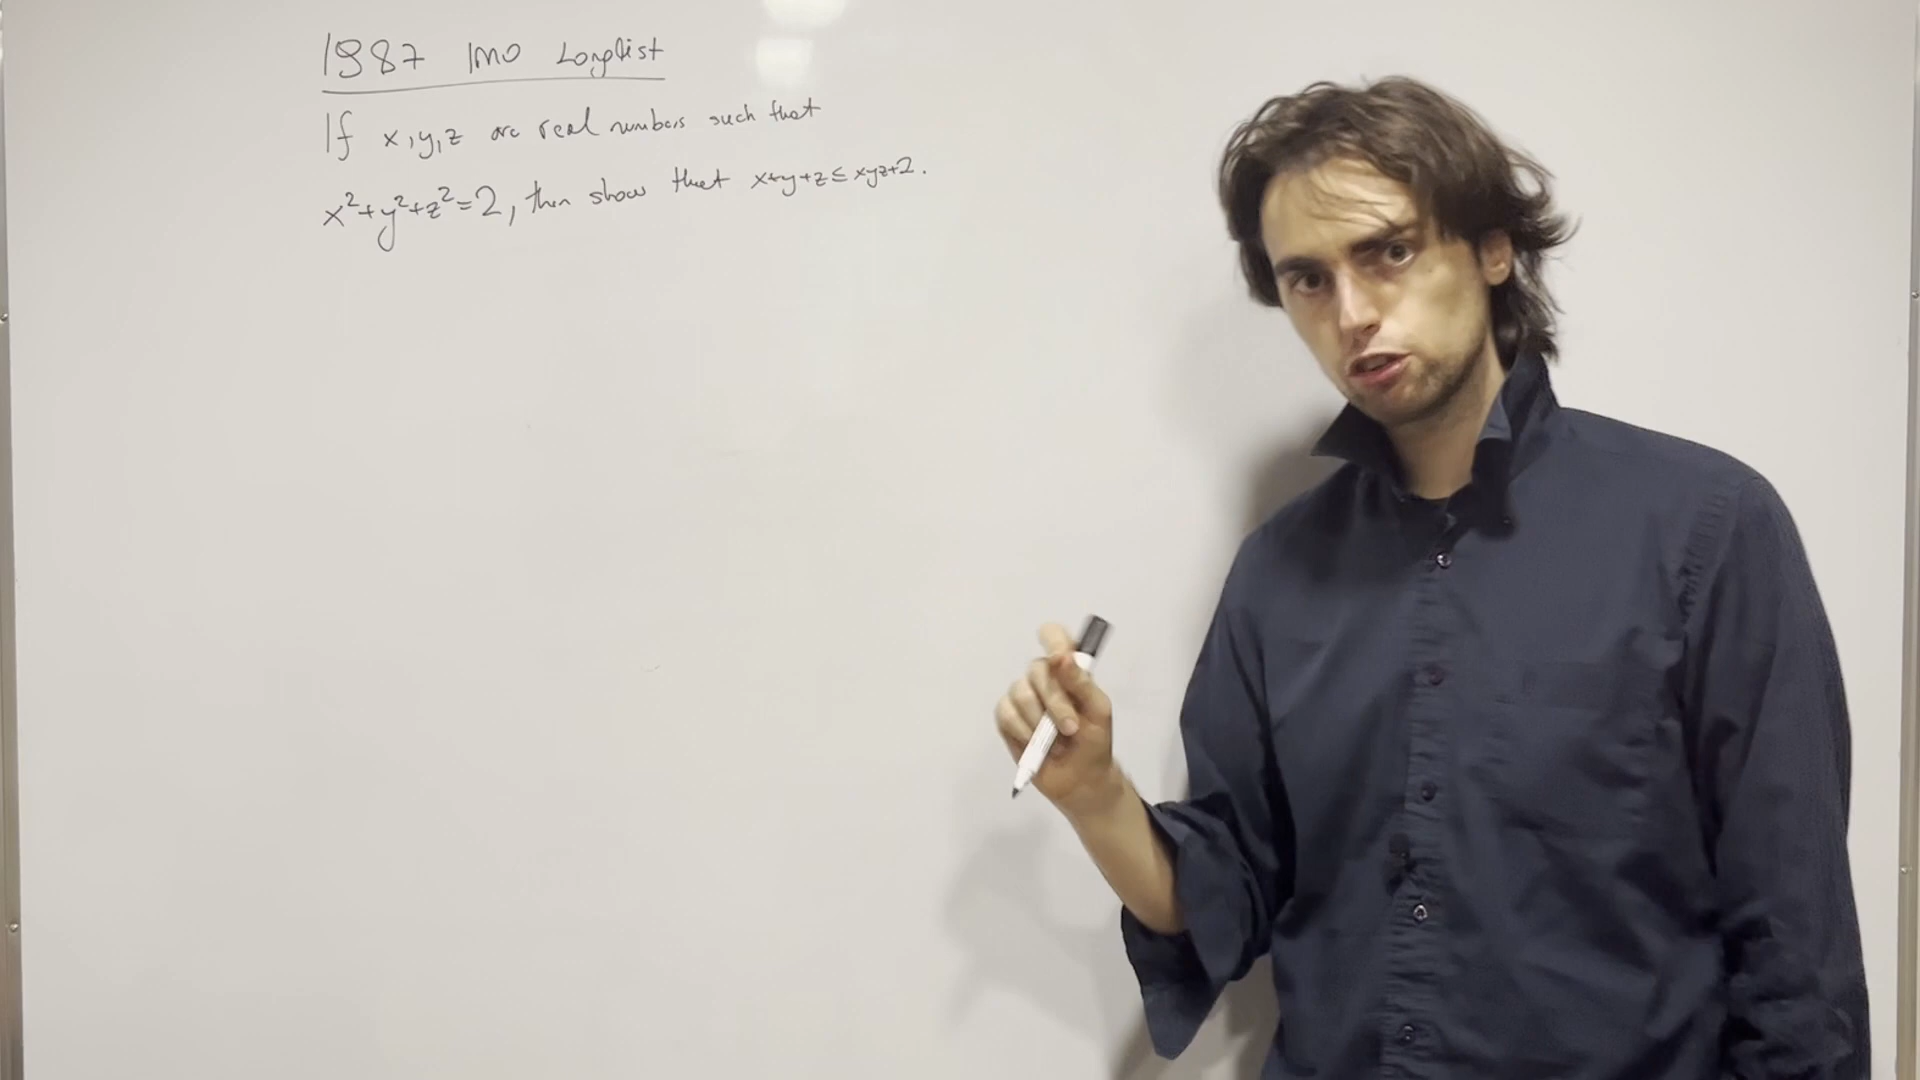 1987 IMO Longlist
If x,y,z are real numbers such that
x²+y²+z²=2, then show that x+y+z≤xyz+2.